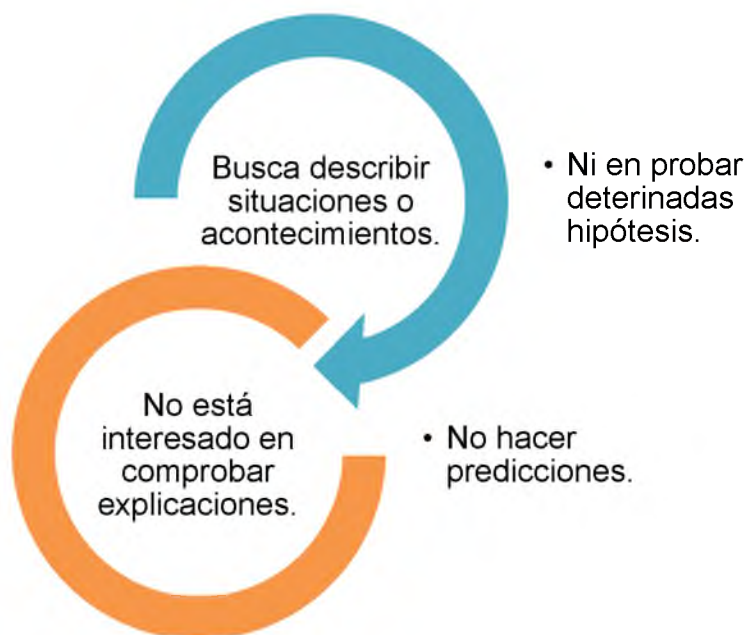 Busca describir
situaciones o
acontecimientos.
• Ni en probar
deterinadas
hipótesis.
No está
interesado en
comprobar
explicaciones.
• No hacer
predicciones.